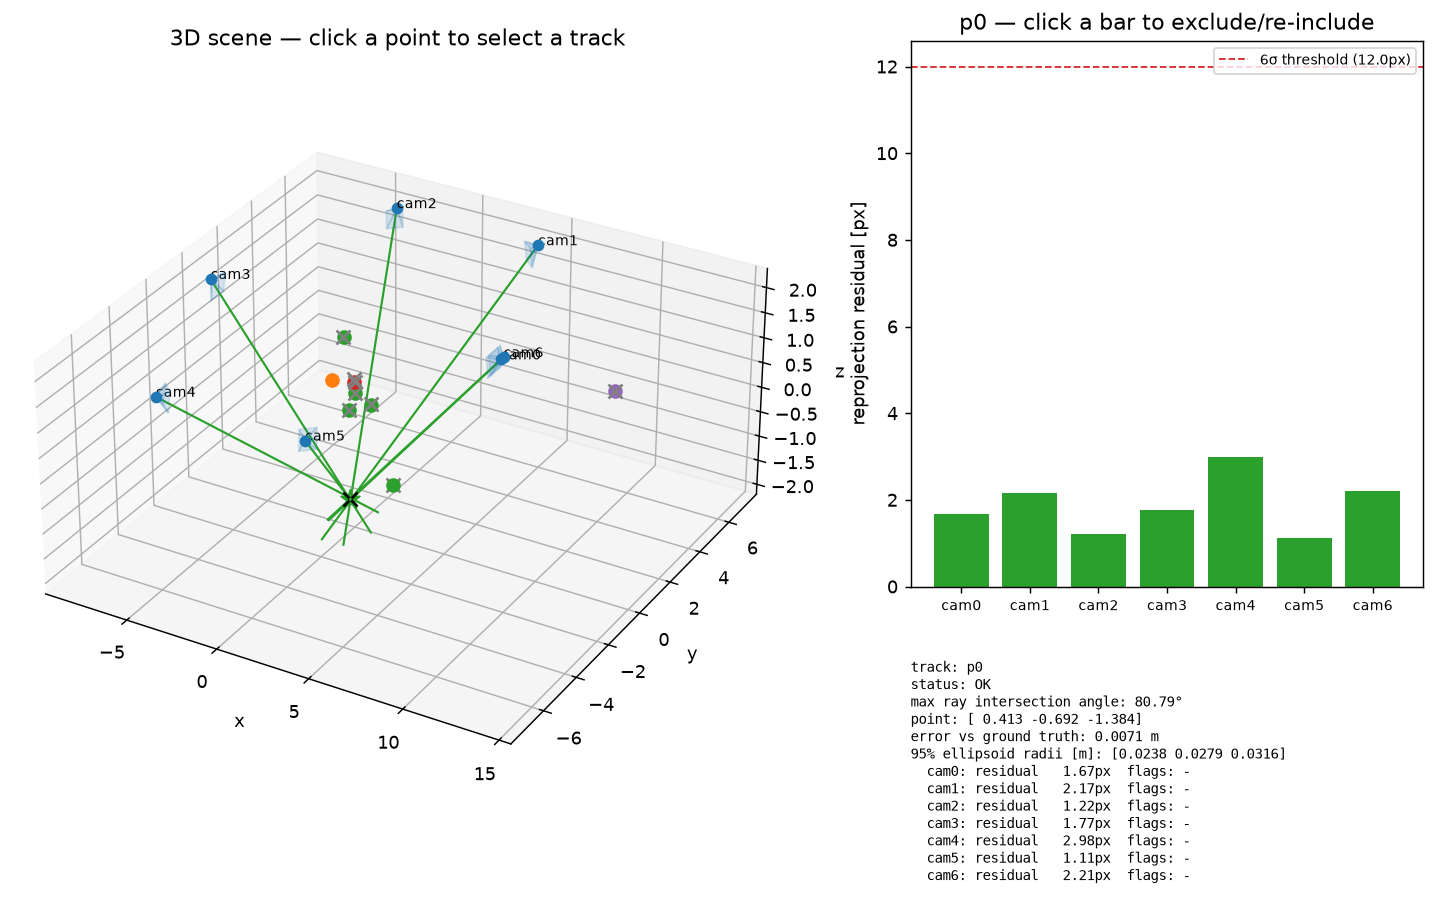 3D scene — click a point to select a track
cam2
cam1
cam3
cam6
cam4
cam5
2.0
1.5
1.0
0.5
0.0
−0.5
−1.0
−1.5
−2.0
z
6
4
2
0
−2
−4
−6
y
−5
0
5
10
15
x
p0 — click a bar to exclude/re-include
6σ threshold (12.0px)
12
10
8
6
4
2
0
reprojection residual [px]
cam0 cam1 cam2 cam3 cam4 cam5 cam6
track: p0
status: OK
max ray intersection angle: 80.79°
point: [ 0.413 -0.692 -1.384]
error vs ground truth: 0.0071 m
95% ellipsoid radii [m]: [0.0238 0.0279 0.0316]
cam0: residual 1.67px flags: -
cam1: residual 2.17px flags: -
cam2: residual 1.22px flags: -
cam3: residual 1.77px flags: -
cam4: residual 2.98px flags: -
cam5: residual 1.11px flags: -
cam6: residual 2.21px flags: -